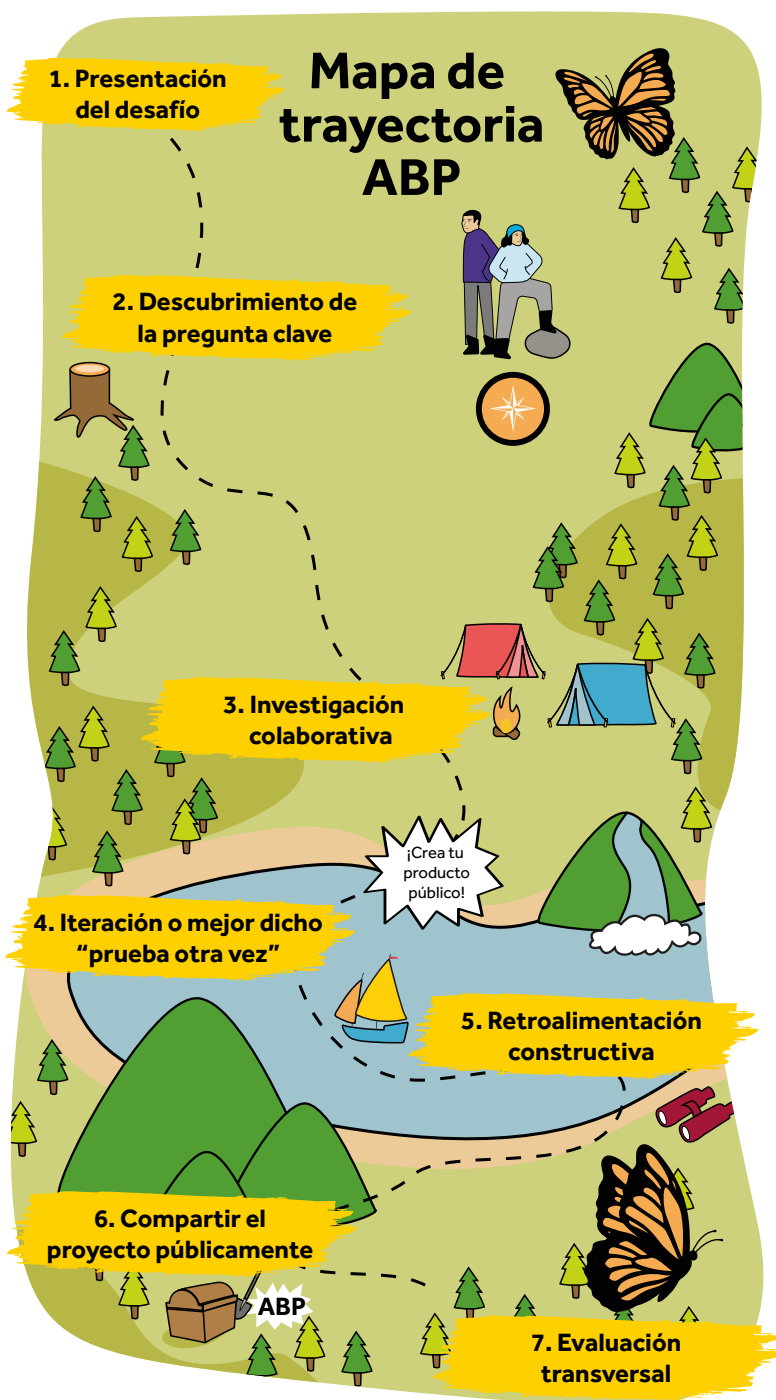 Mapa de
trayectoria
ABP
1. Presentación
del desafío
2. Descubrimiento de
la pregunta clave
3. Investigación
colaborativa
¡Crea tu
producto
público!
4. Iteración o mejor dicho
“prueba otra vez”
5. Retroalimentación
constructiva
6. Compartir el
proyecto públicamente
ABP
7. Evaluación
transversal